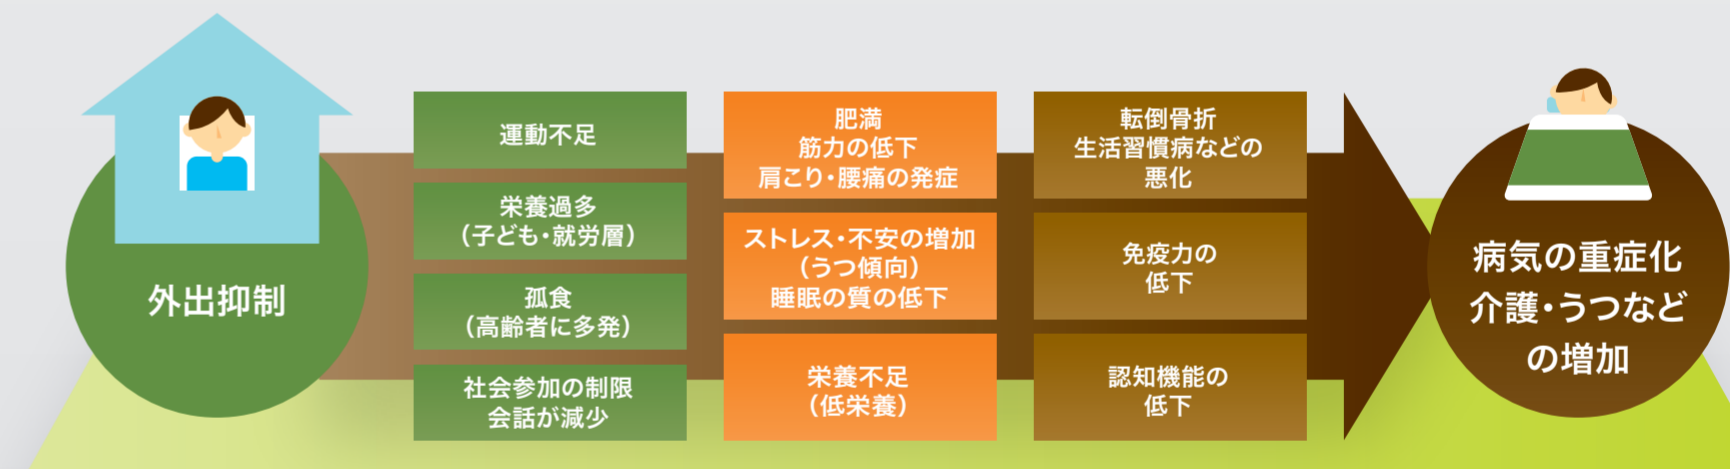 外出抑制
運動不足
栄養過多
(子ども・就労層)
孤食
(高齢者に多発)
社会参加の制限
会話が減少
肥満
筋力の低下
肩こり・腰痛の発症
ストレス・不安の増加
(うつ傾向)
睡眠の質の低下
栄養不足
(低栄養)
転倒骨折
生活習慣病などの
悪化
免疫力の
低下
認知機能の
低下
病気の重症化
介護・うつなど
の増加